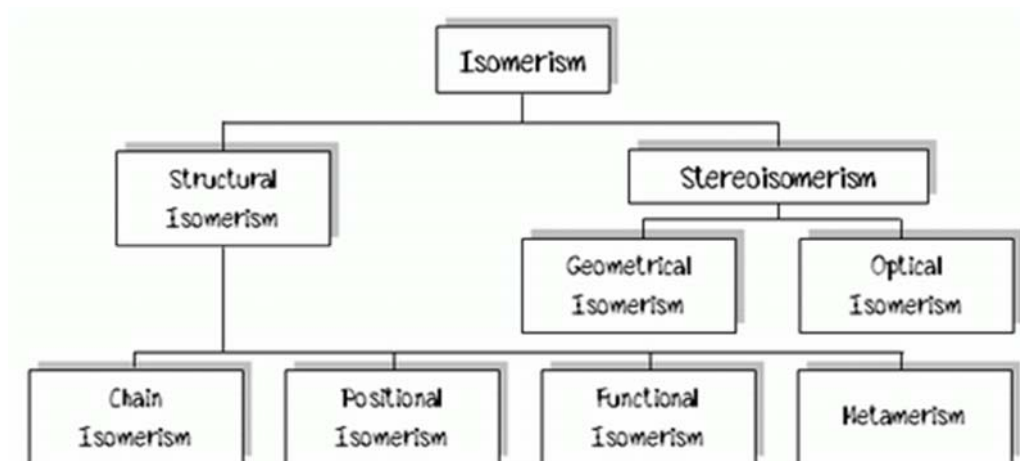 Isomerism
Structural
Isomerism
Stereoisomerism
Geometrical
Isomerism
Optical
Isomerism
Chain
Isomerism
Positional
Isomerism
Functional
Isomerism
Metamerism